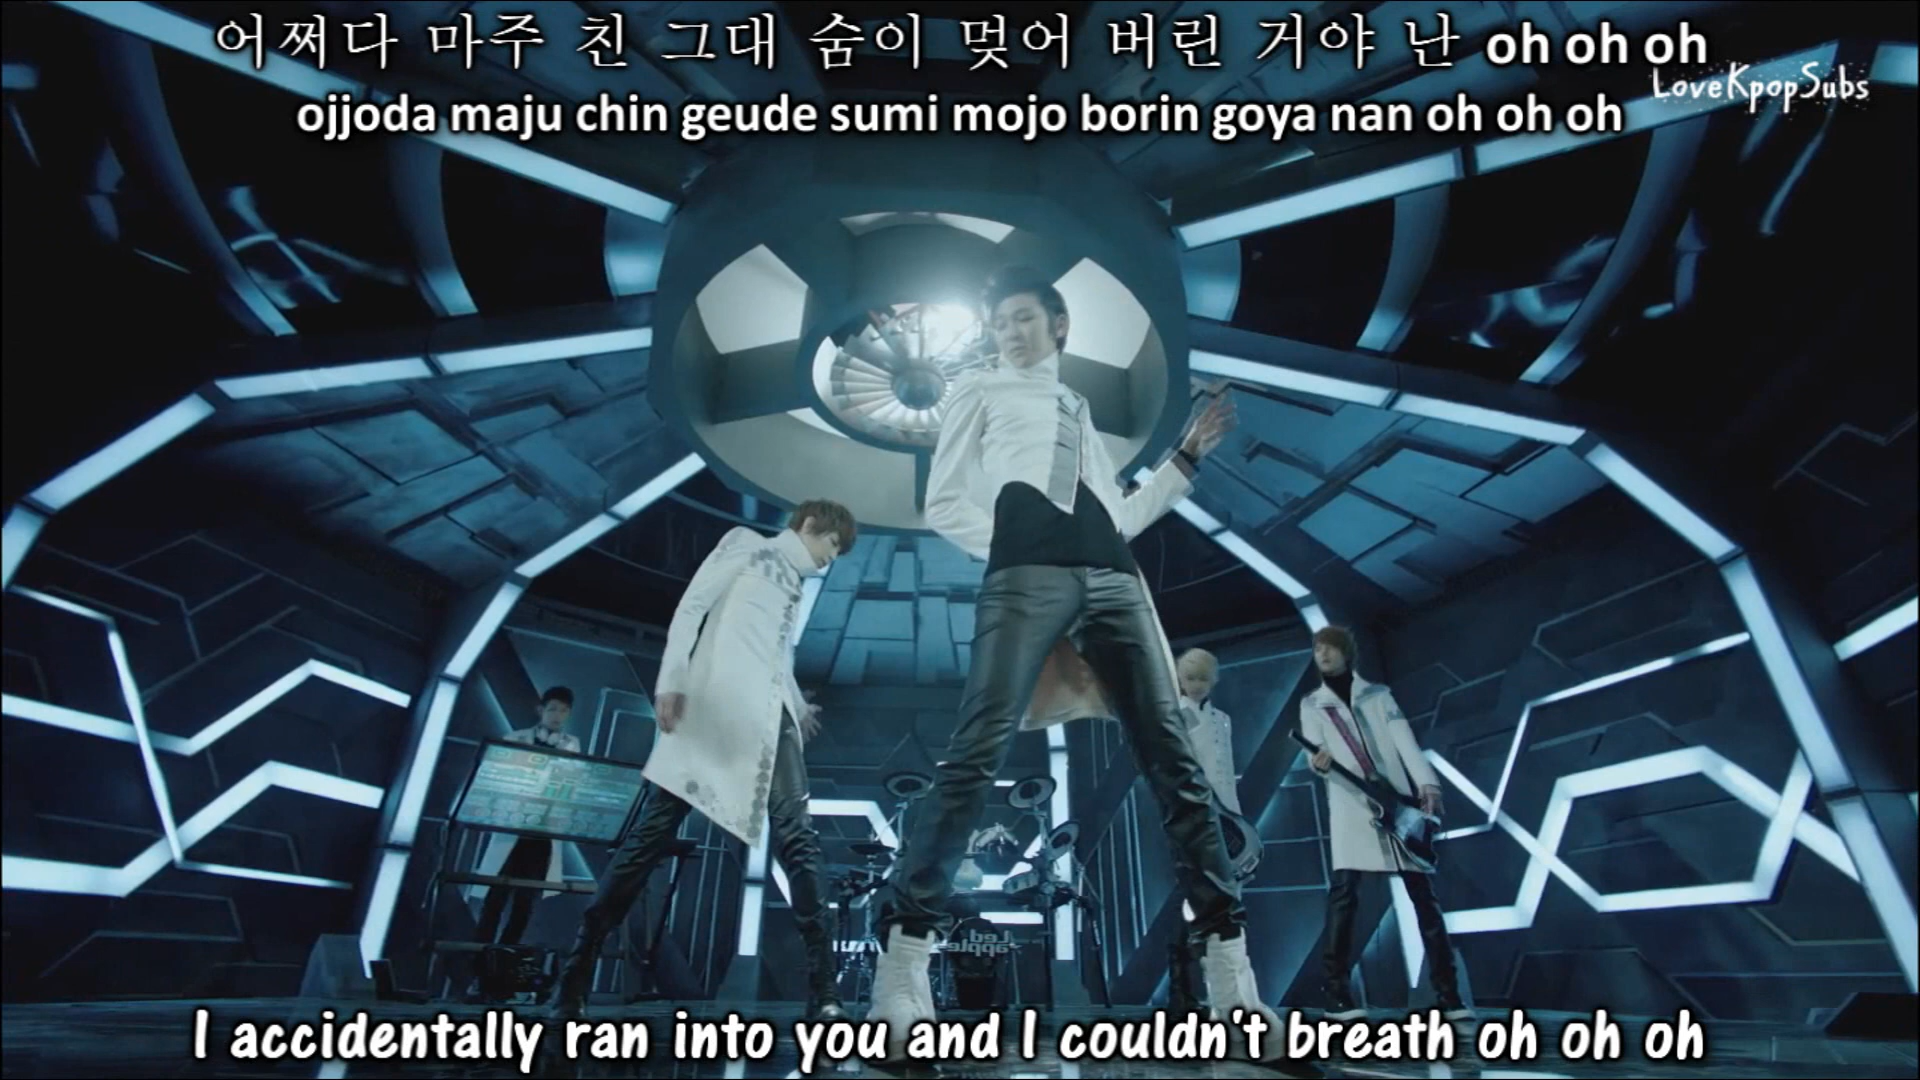 어쩌다 마주 친 그대 숨이 멎어 버린 거야 난 oh oh oh
LoveKpopSubs
ojjoda maju chin geude sumi mojo borin goya nan oh oh oh
Led
apples
I accidentally ran into you and I couldn't breath oh oh oh